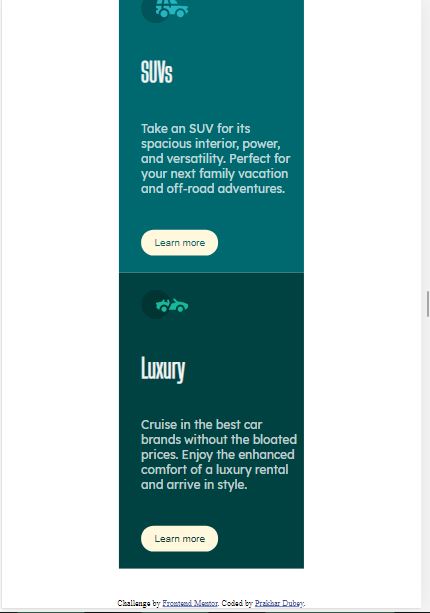 SUVs
Take an SUV for its
spacious interior, power,
and versatility. Perfect for
your next family vacation
and off-road adventures.
Learn more
Luxury
Cruise in the best car
brands without the bloated
prices. Enjoy the enhanced
comfort of a luxury rental
and arrive in style.
Learn more
Challenge by Frontend Mentor. Coded by Prakhar Dubey.